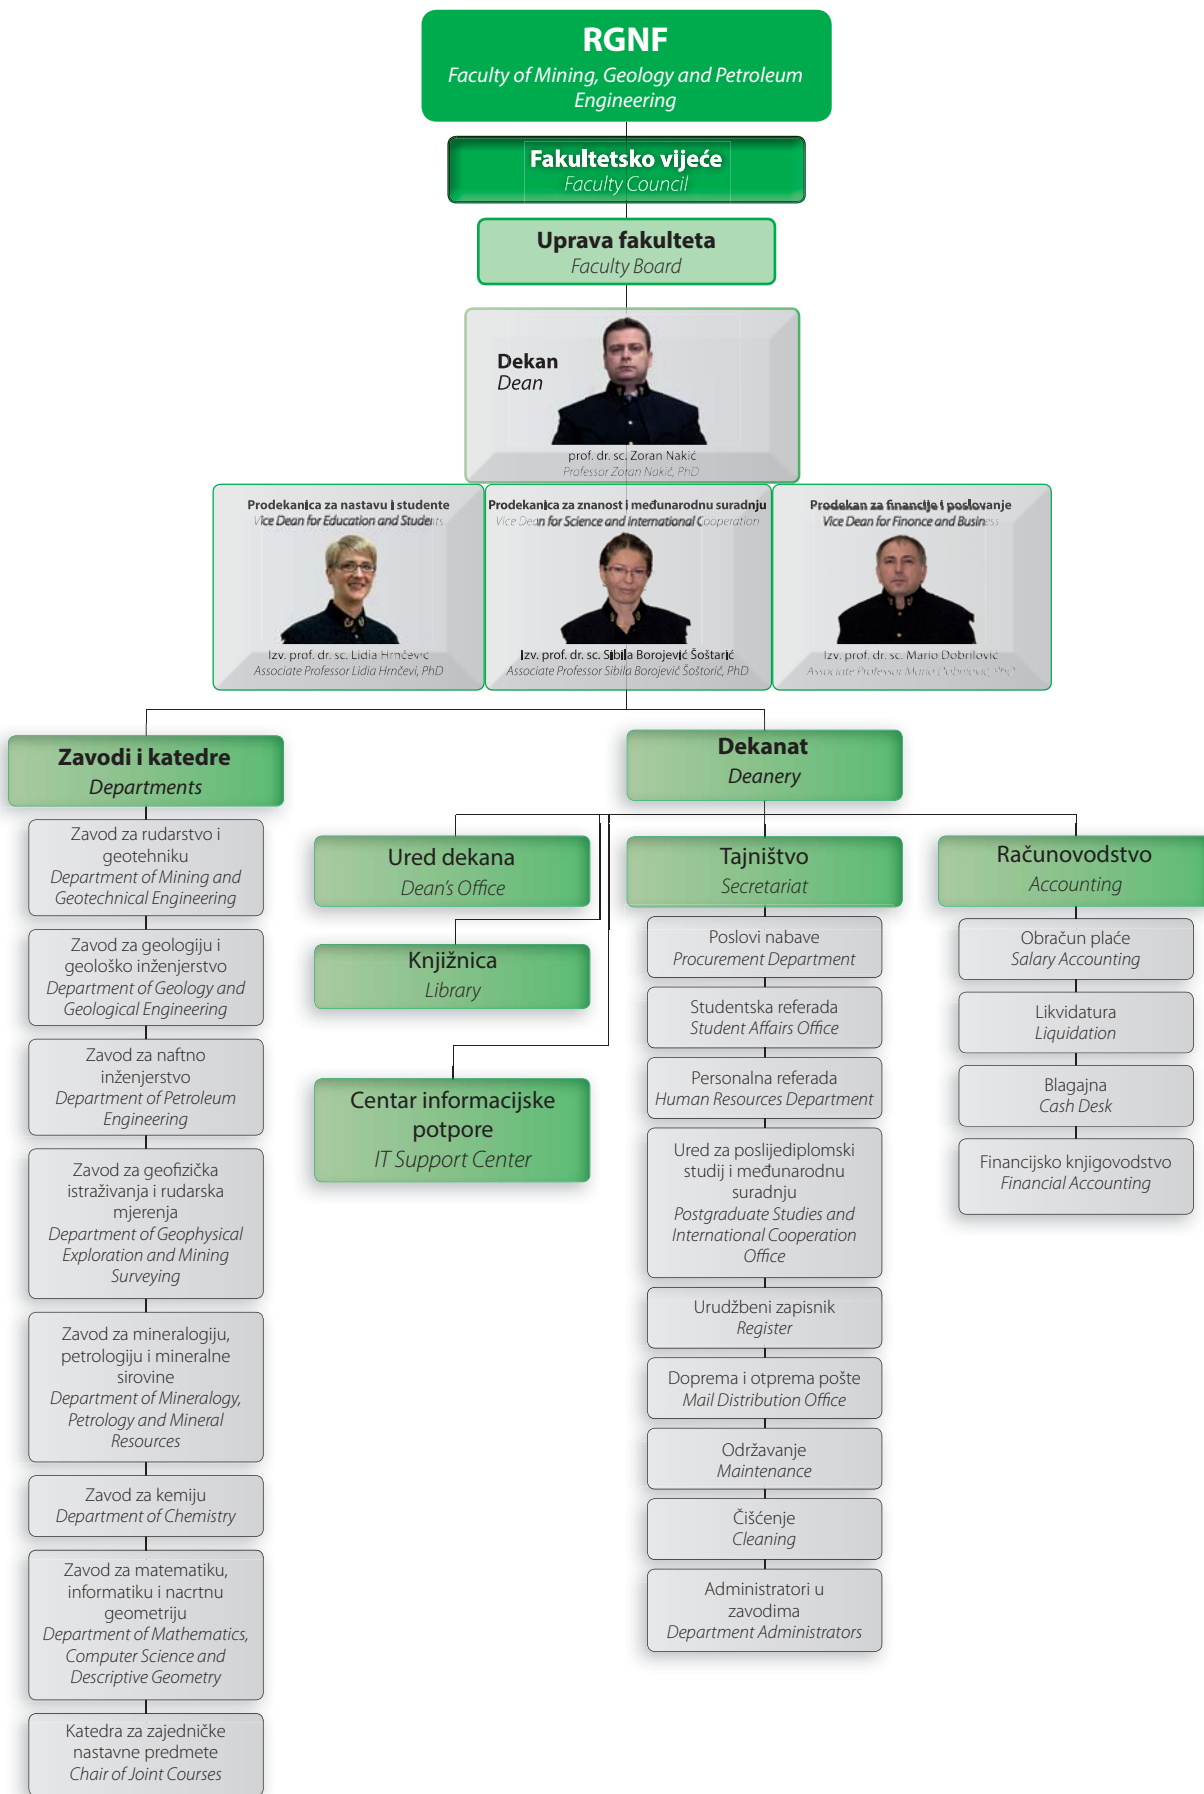 RGNF
Faculty of Mining, Geology and Petroleum
Engineering
Fakultetsko vijeće
Faculty Council
Uprava fakulteta
Faculty Board
Dekan
Dean
prof. dr. sc. Zoran Nakić
Professor Zoran Nakić, PhD
Prodekanica za nastavu i studente
Vice Dean for Education and Students
Izv. prof. dr. sc. Lidia Hrnčević
Associate Professor Lidia Hrnčevi, PhD
Prodekanica za znanost i međunarodnu suradnju
Vice Dean for Science and International Cooperation
Izv. prof. dr. sc. Sibila Borojević Šoštarić
Associate Professor Sibila Borojević Šoštorić, PhD
Prodekan za financije i poslovanje
Vice Dean for Finonce and Business
Izv. prof. dr. sc. Mario Dobrilović
Associate Professor Mario Dobrilović, PhD
Zavodi i katedre
Departments
Zavod za rudarstvo i
geotehniku
Department of Mining and
Geotechnical Engineering
Zavod za geologiju i
geološko inženjerstvo
Department of Geology and
Geological Engineering
Zavod za naftno
inženjerstvo
Department of Petroleum
Engineering
Zavod za geofizička
istraživanja i rudarska
mjerenja
Department of Geophysical
Exploration and Mining
Surveying
Zavod za mineralogiju,
petrologiju i mineralne
sirovine
Department of Mineralogy,
Petrology and Mineral
Resources
Zavod za kemiju
Department of Chemistry
Zavod za matematiku,
informatiku i nacrtnu
geometriju
Department of Mathematics,
Computer Science and
Descriptive Geometry
Katedra za zajedničke
nastavne predmete
Chair of Joint Courses
Dekanat
Deanery
Ured dekana
Dean's Office
Knjižnica
Library
Centar informacijske
potpore
IT Support Center
Tajništvo
Secretariat
Poslovi nabave
Procurement Department
Studentska referada
Student Affairs Office
Personalna referada
Human Resources Department
Ured za poslijediplomski
studij i međunarodnu
suradnju
Postgraduate Studies and
International Cooperation
Office
Urudžbeni zapisnik
Register
Doprema i otprema pošte
Mail Distribution Office
Održavanje
Maintenance
Čišćenje
Cleaning
Administratori u
zavodima
Department Administrators
Računovodstvo
Accounting
Obračun plaće
Salary Accounting
Likvidatura
Liquidation
Blagajna
Cash Desk
Financijsko knjigovodstvo
Financial Accounting